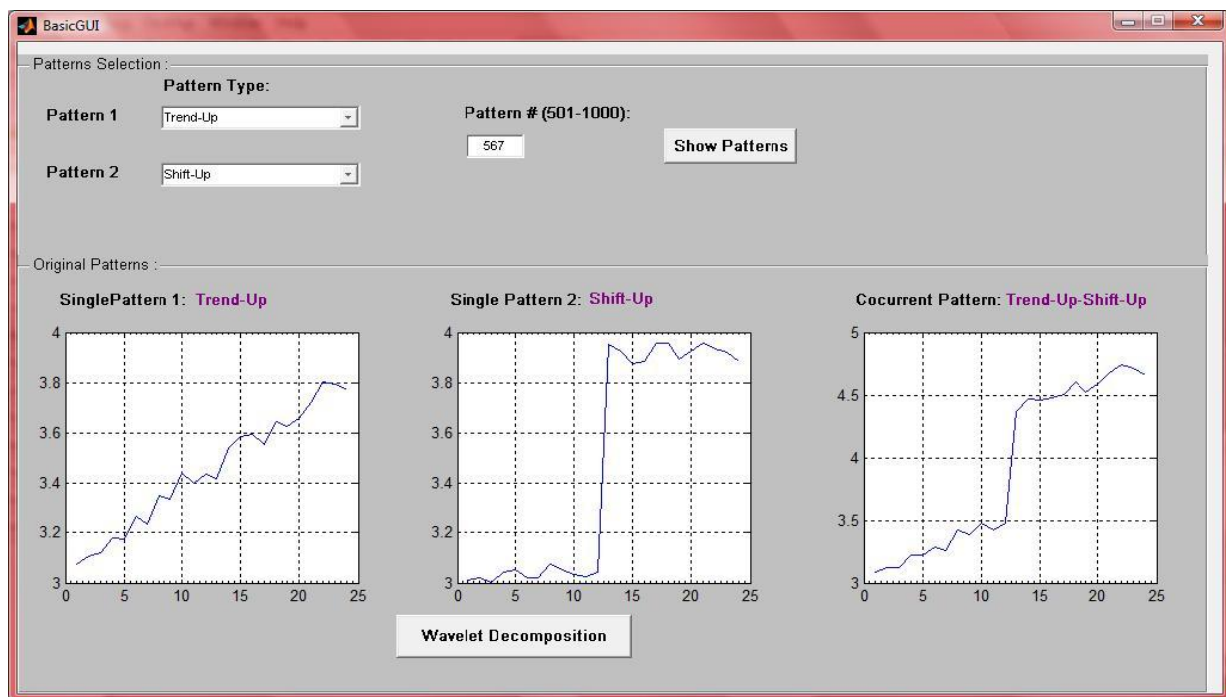 BasicGUI
Patterns Selection :
Pattern Type:
Pattern 1
Trend-Up
Pattern # (501-1000):
567
Show Patterns
Pattern 2
Shift-Up
Original Patterns :
SinglePattern 1: Trend-Up
Single Pattern 2: Shift-Up
Cocurrent Pattern: Trend-Up-Shift-Up
4
3.8
3.6
3.4
3.2
3
0 5 10 15 20 25
4
3.8
3.6
3.4
3.2
3
0 5 10 15 20 25
5
4.5
4
3.5
3
0 5 10 15 20 25
Wavelet Decomposition